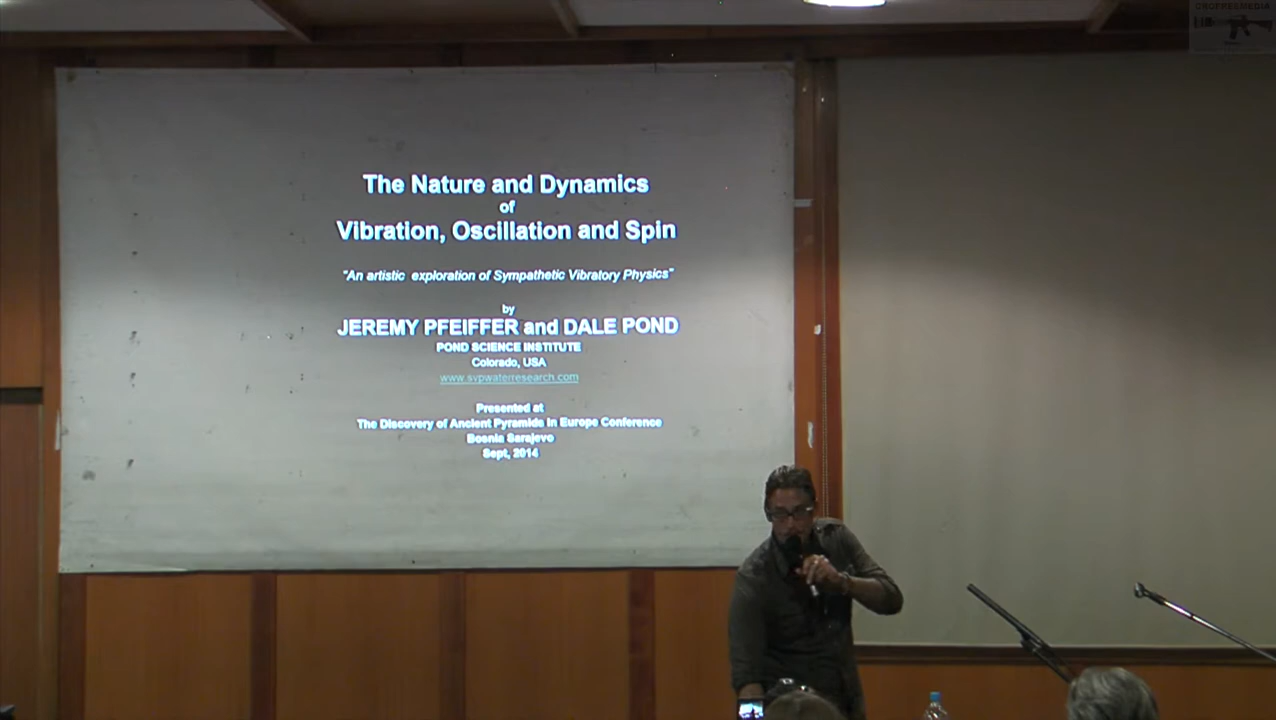 The Nature and Dynamics
of
Vibration, Oscillation and Spin
"An artistic exploration of Sympathetic Vibratory Physics"
by
JEREMY PFEIFFER and DALE POND
POND SCIENCE INSTITUTE
Colorado, USA
www.svpwaterresearch.com
Presented at
The Discovery of Ancient Pyramids in Europe Conference
Bosnia Sarajevo
Sept, 2014